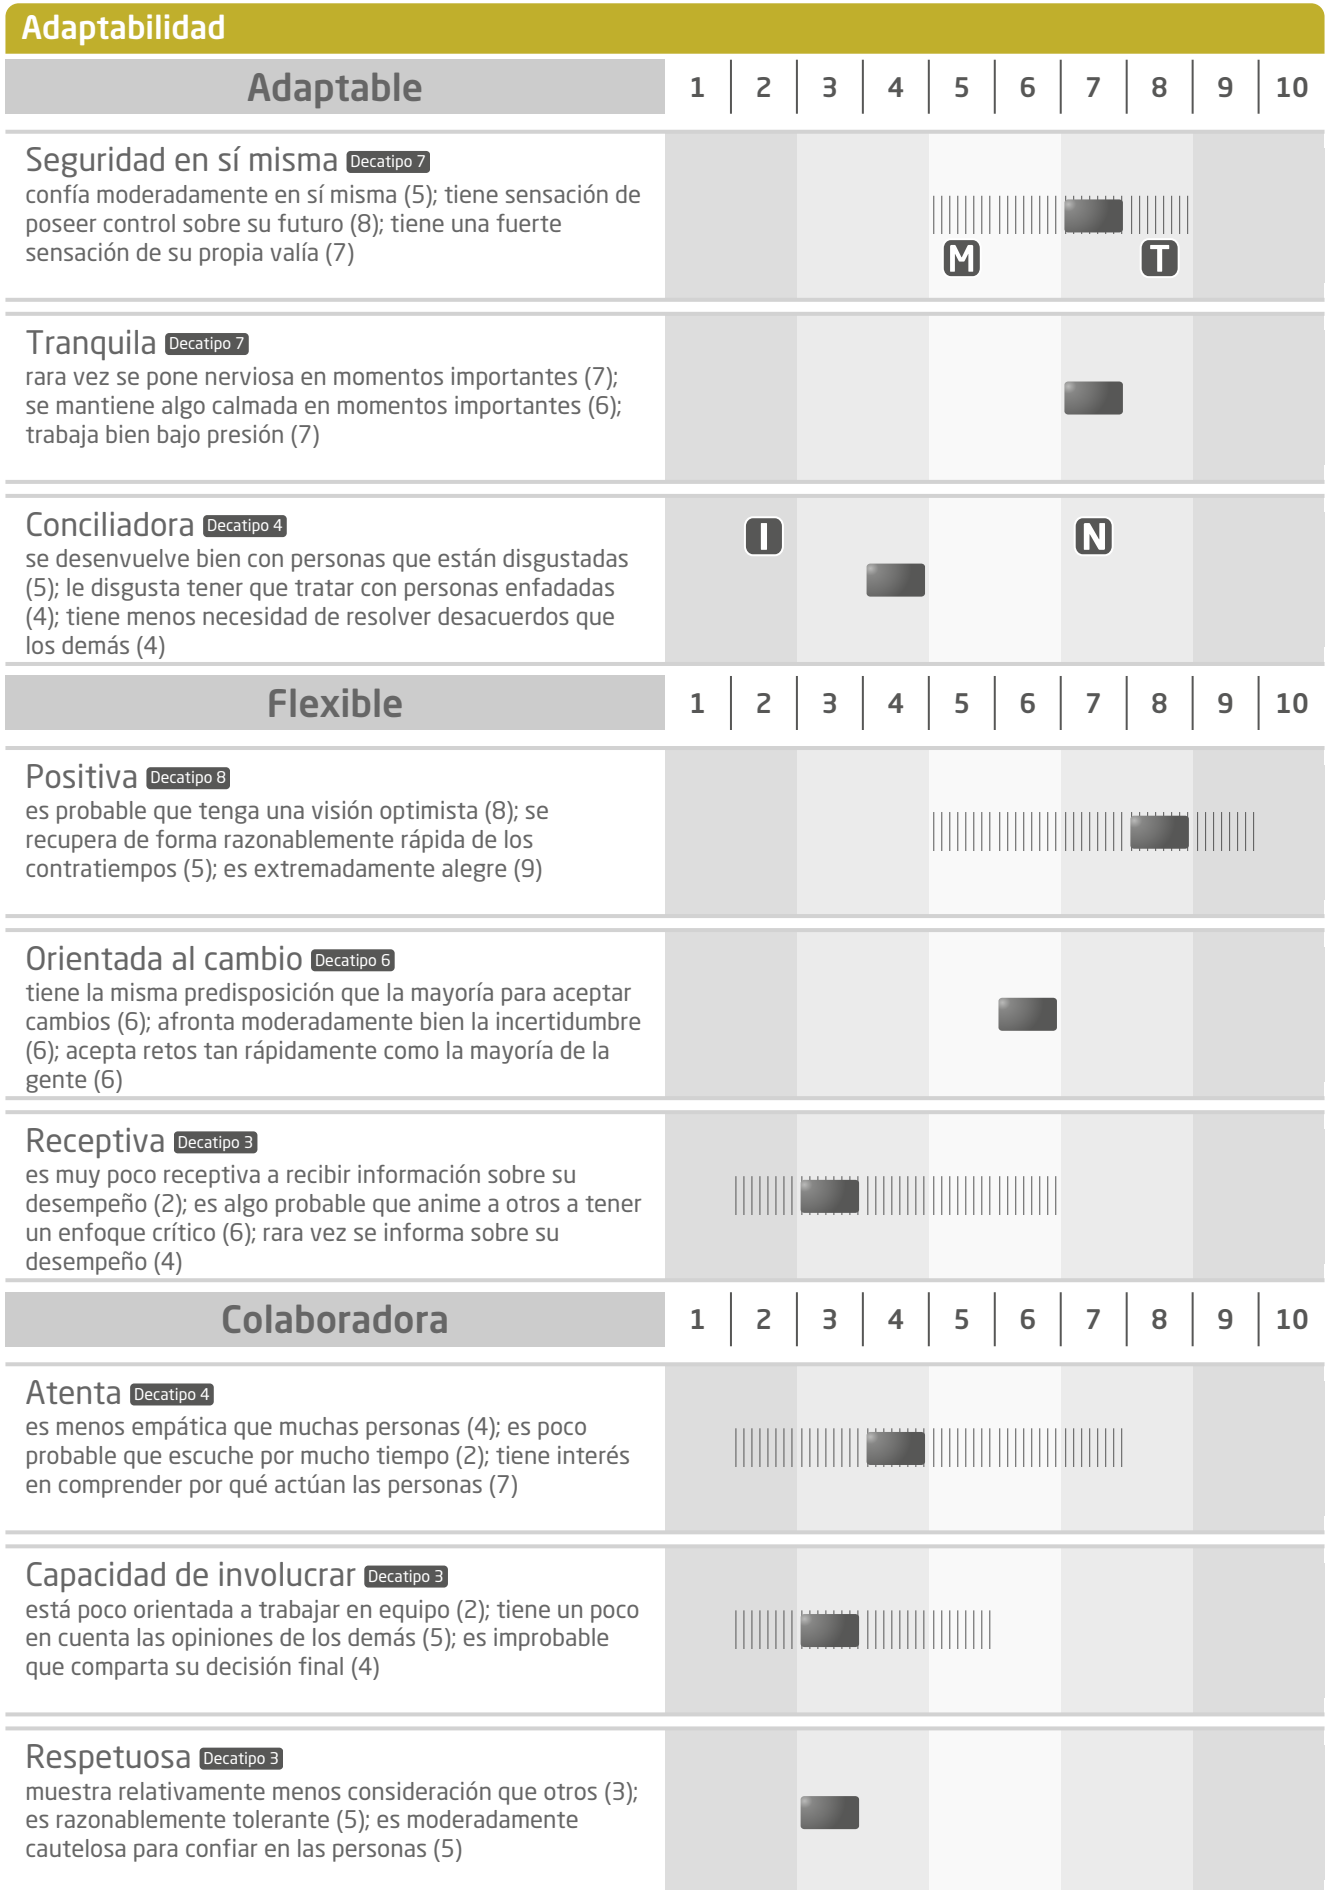 Adaptabilidad
Adaptable 1 2 3 4 5 6 7 8 9 10
Seguridad en sí misma Decatipo 7
confía moderadamente en sí misma (5); tiene sensación de
poseer control sobre su futuro (8); tiene una fuerte
sensación de su propia valía (7)
M T
Tranquila Decatipo 7
rara vez se pone nerviosa en momentos importantes (7);
se mantiene algo calmada en momentos importantes (6);
trabaja bien bajo presión (7)
Conciliadora Decatipo 4
I N
se desenvuelve bien con personas que están disgustadas
(5); le disgusta tener que tratar con personas enfadadas
(4); tiene menos necesidad de resolver desacuerdos que
los demás (4)
Flexible 1 2 3 4 5 6 7 8 9 10
Positiva Decatipo 8
es probable que tenga una visión optimista (8); se
recupera de forma razonablemente rápida de los
contratiempos (5); es extremadamente alegre (9)
Orientada al cambio Decatipo 6
tiene la misma predisposición que la mayoría para aceptar
cambios (6); afronta moderadamente bien la incertidumbre
(6); acepta retos tan rápidamente como la mayoría de la
gente (6)
Receptiva Decatipo 3
es muy poco receptiva a recibir información sobre su
desempeño (2); es algo probable que anime a otros a tener
un enfoque crítico (6); rara vez se informa sobre su
desempeño (4)
Colaboradora 1 2 3 4 5 6 7 8 9 10
Atenta Decatipo 4
es menos empática que muchas personas (4); es poco
probable que escuche por mucho tiempo (2); tiene interés
en comprender por qué actúan las personas (7)
Capacidad de involucrar Decatipo 3
está poco orientada a trabajar en equipo (2); tiene un poco
en cuenta las opiniones de los demás (5); es improbable
que comparta su decisión final (4)
Respetuosa Decatipo 3
muestra relativamente menos consideración que otros (3);
es razonablemente tolerante (5); es moderadamente
cautelosa para confiar en las personas (5)